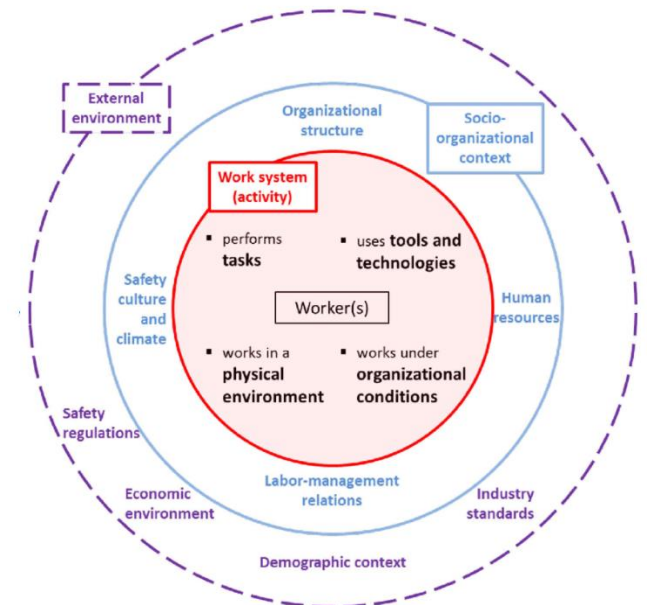 External
environment
Organizational
structure
Socio-
organizational
context
Work system
(activity)
▪ performs
tasks
▪ uses tools and
technologies
Safety
culture
and
climate
Worker(s)
Human
resources
▪ works in a
physical
environment
▪ works under
organizational
conditions
Safety
regulations
Labor-management
relations
Economic
environment
Industry
standards
Demographic context